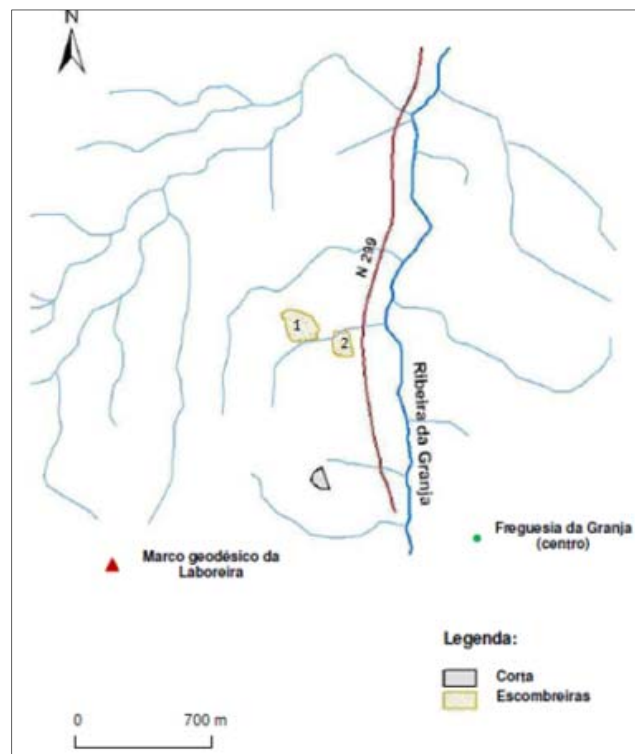 N
N 299
1
2
Ribeira da Granja
Freguesia da Granja
(centro)
Marco geodésico da
Laboreira
Legenda:
Corta
Escombreiras
0 700 m